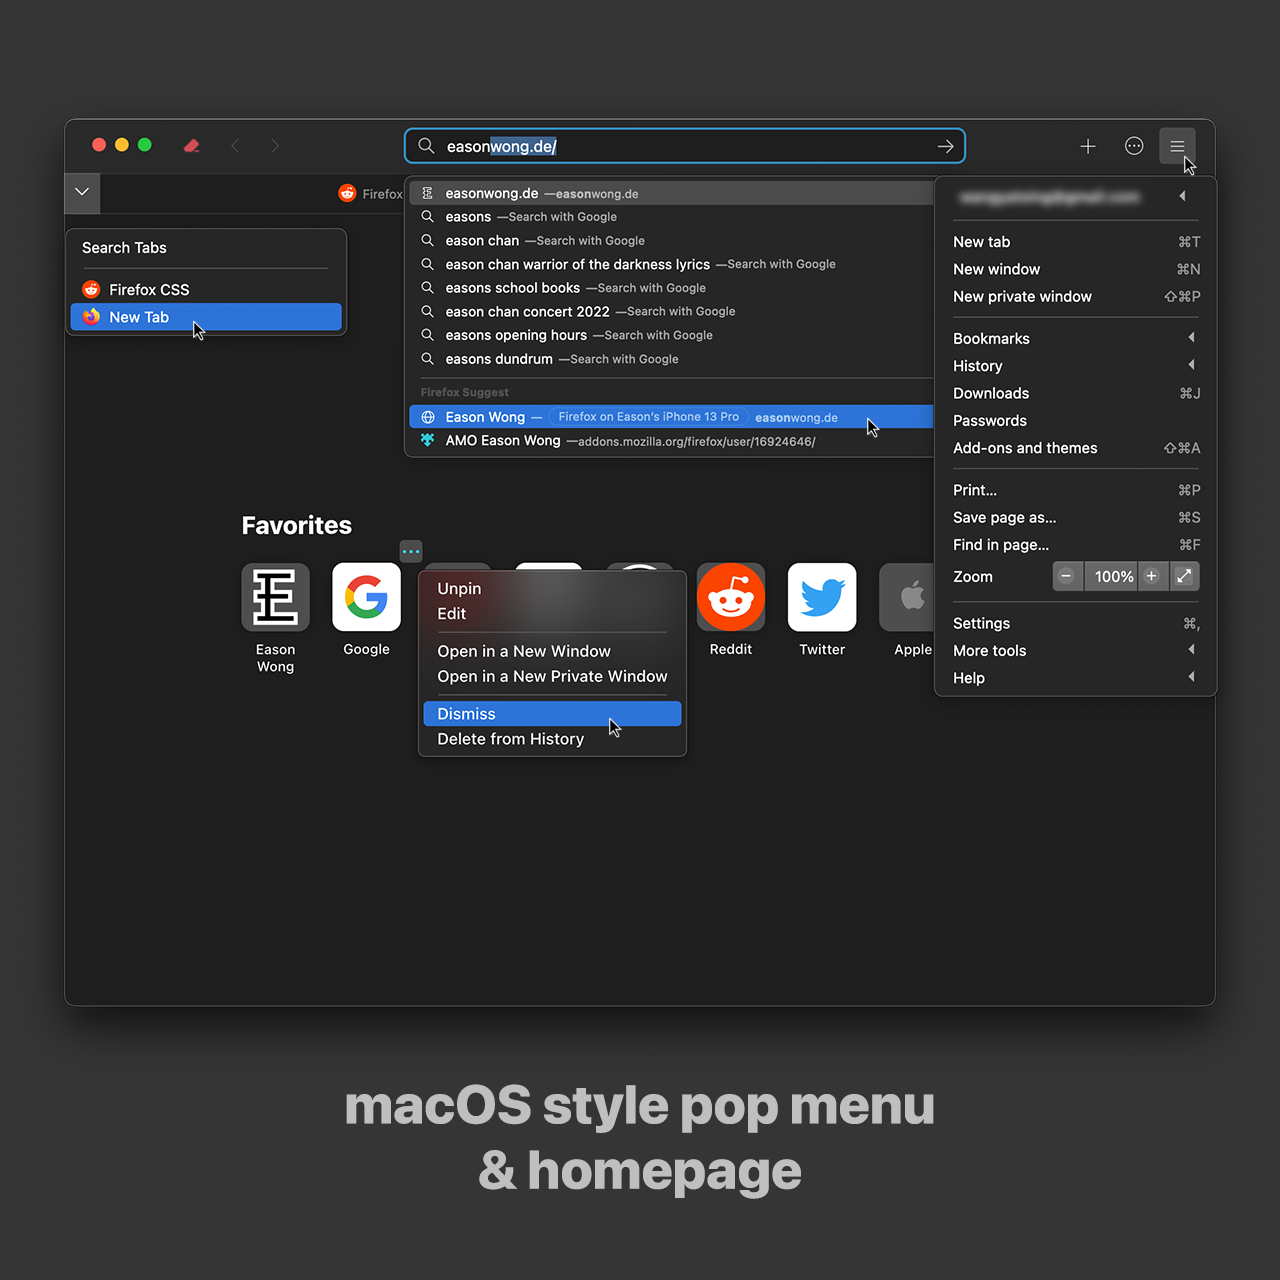 easonwong.de/
Firefox
Search Tabs
Firefox CSS
New Tab
easonwong.de —easonwong.de
easons —Search with Google
eason chan —Search with Google
eason chan warrior of the darkness lyrics —Search with Google
easons school books —Search with Google
eason chan concert 2022 —Search with Google
easons opening hours —Search with Google
easons dundrum —Search with Google
Firefox Suggest
Eason Wong — Firefox on Eason's iPhone 13 Pro easonwong.de
AMO Eason Wong —addons.mozilla.org/firefox/user/16924646/
New tab ⌘T
New window ⌘N
New private window ⇧⌘P
Bookmarks
History
Downloads ⌘J
Passwords
Add-ons and themes ⇧⌘A
Print... ⌘P
Save page as... ⌘S
Find in page... ⌘F
Zoom − 100% +
Settings ⌘,
More tools
Help
Favorites
Eason
Wong
Google
Reddit
Twitter
Apple
Unpin
Edit
Open in a New Window
Open in a New Private Window
Dismiss
Delete from History
macOS style pop menu
& homepage